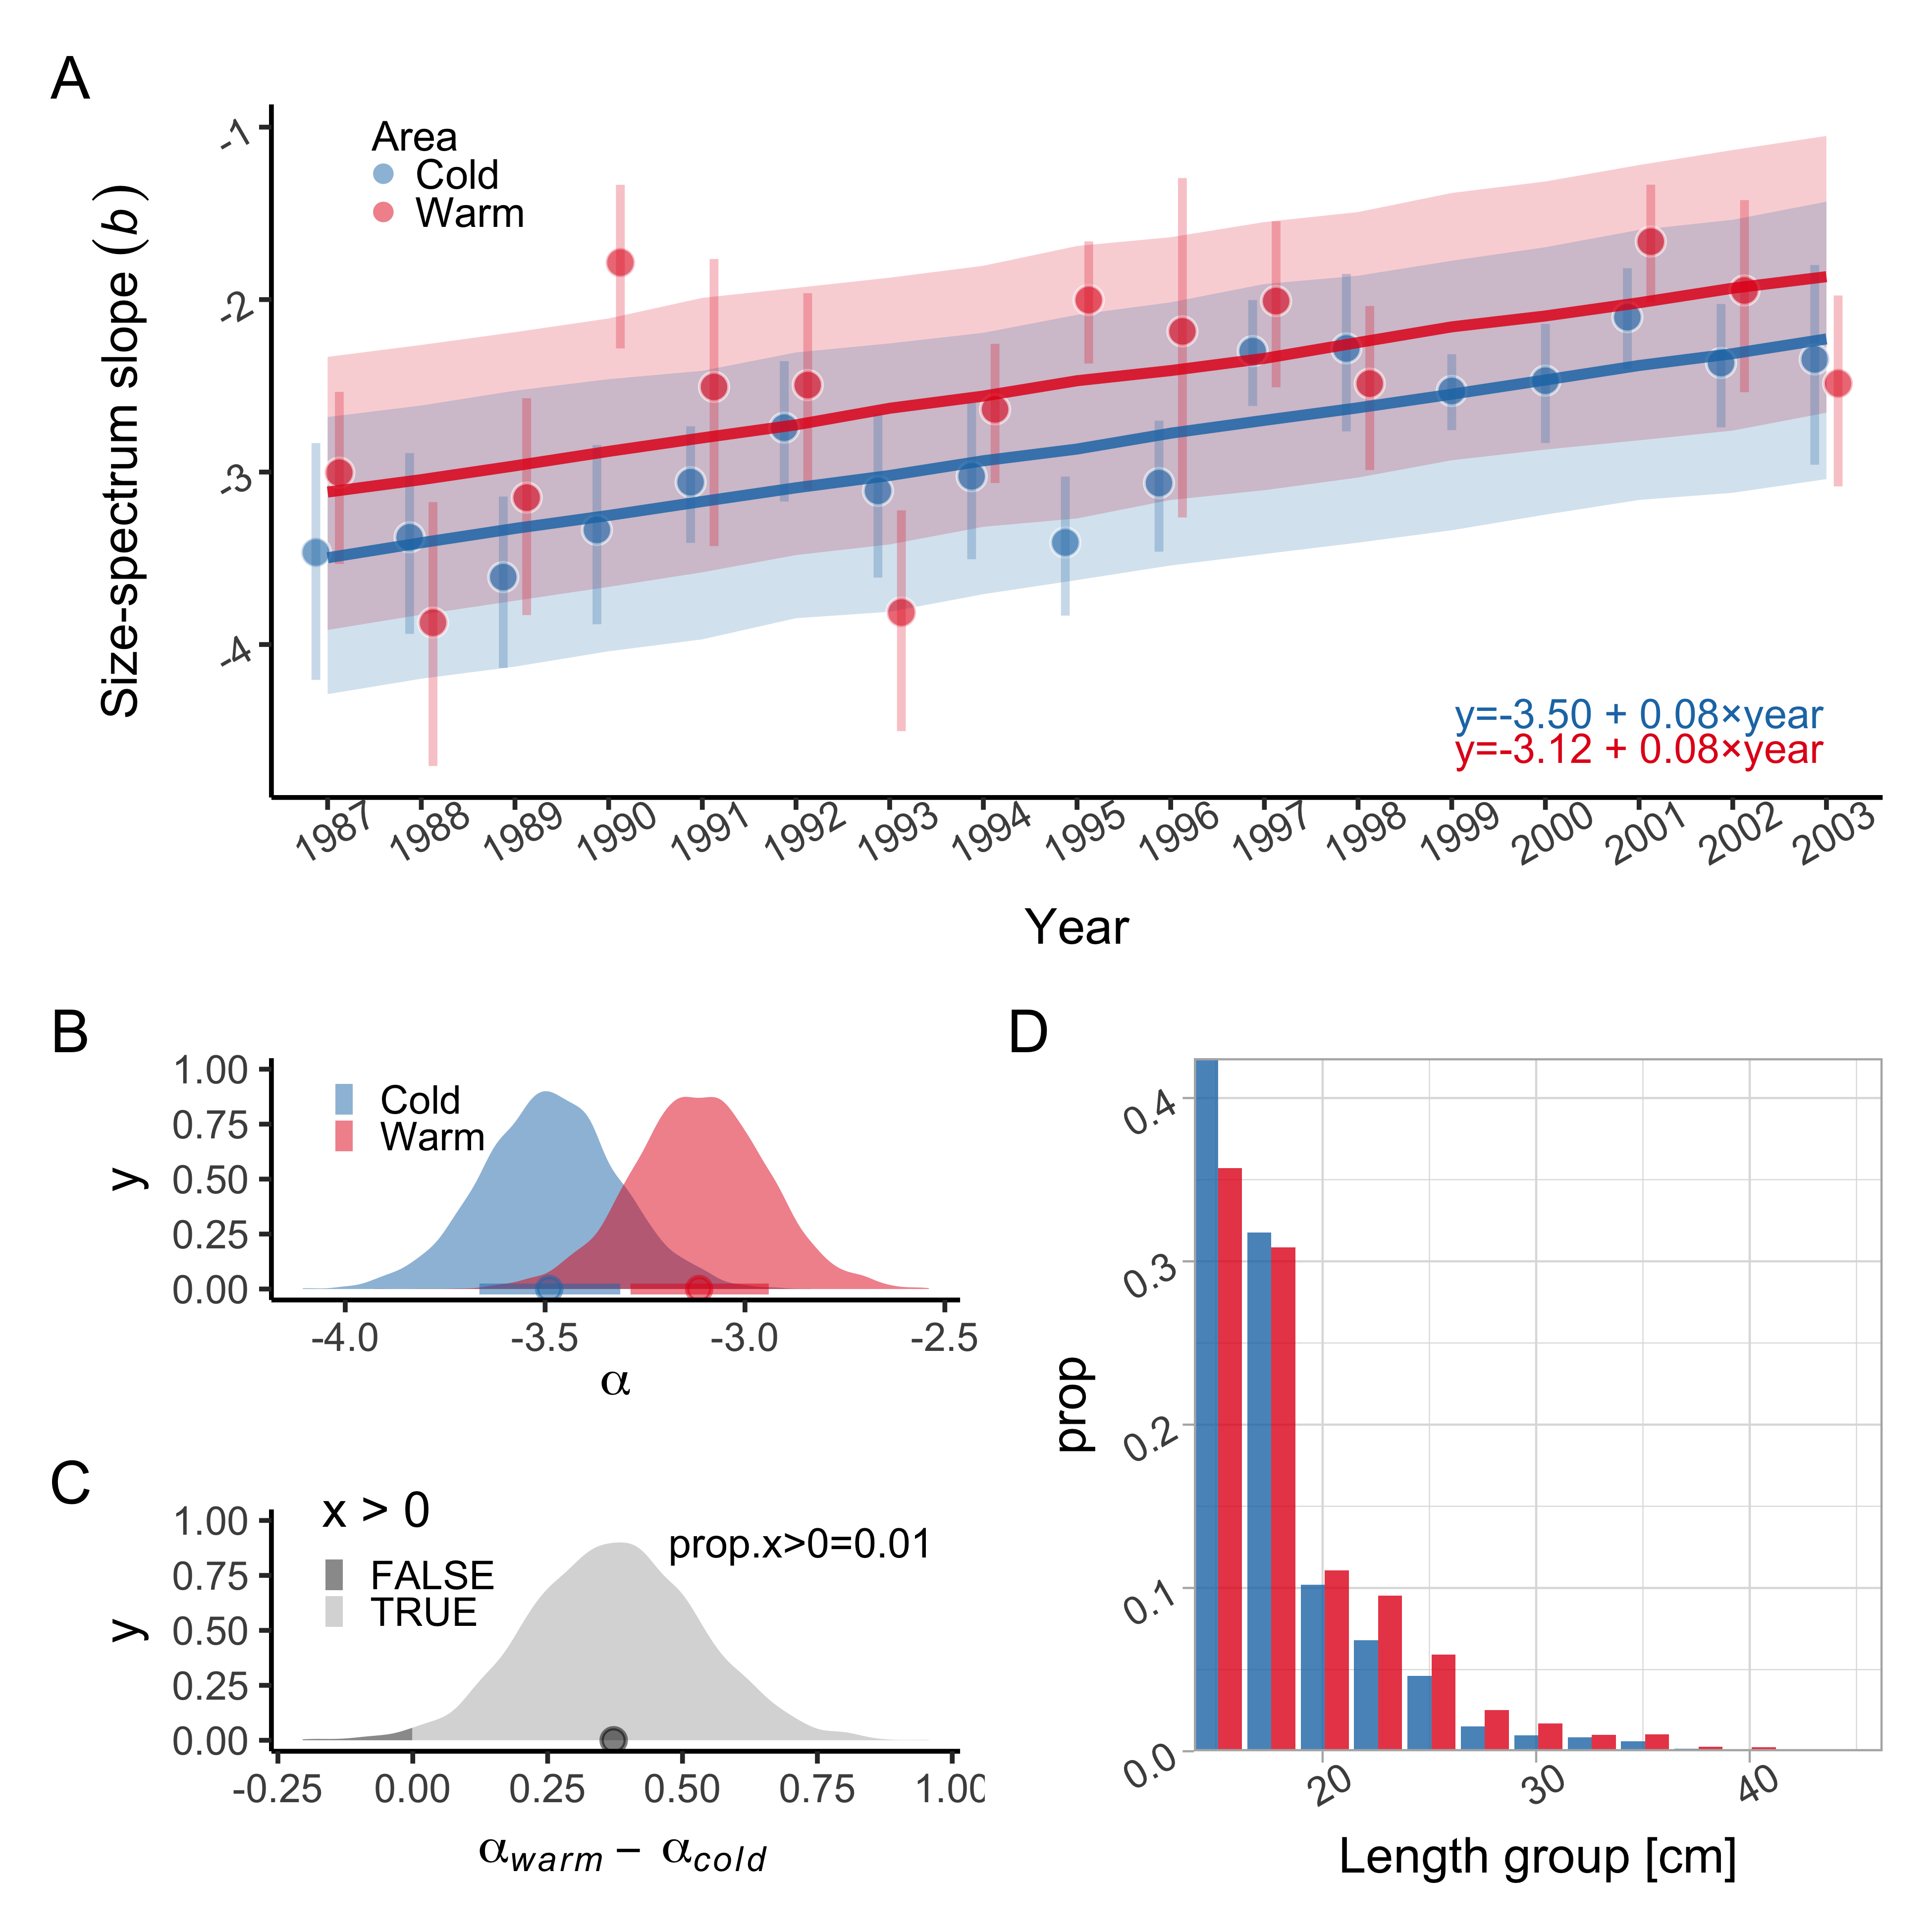 A
Size-spectrum slope (b)
-1
-2
-3
-4
Area
Cold
Warm
y=-3.50 + 0.08×year
y=-3.12 + 0.08×year
1987 1988 1989 1990 1991 1992 1993 1994 1995 1996 1997 1998 1999 2000 2001 2002 2003
Year
B
y
1.00
0.75
0.50
0.25
0.00
Cold
Warm
-4.0 -3.5 -3.0 -2.5
α
C
y
1.00
0.75
0.50
0.25
0.00
x > 0
FALSE
TRUE
prop.x>0=0.01
-0.25 0.00 0.25 0.50 0.75 1.00
αwarm – αcold
D
prop
0.4
0.3
0.2
0.1
0.0
20 30 40
Length group [cm]